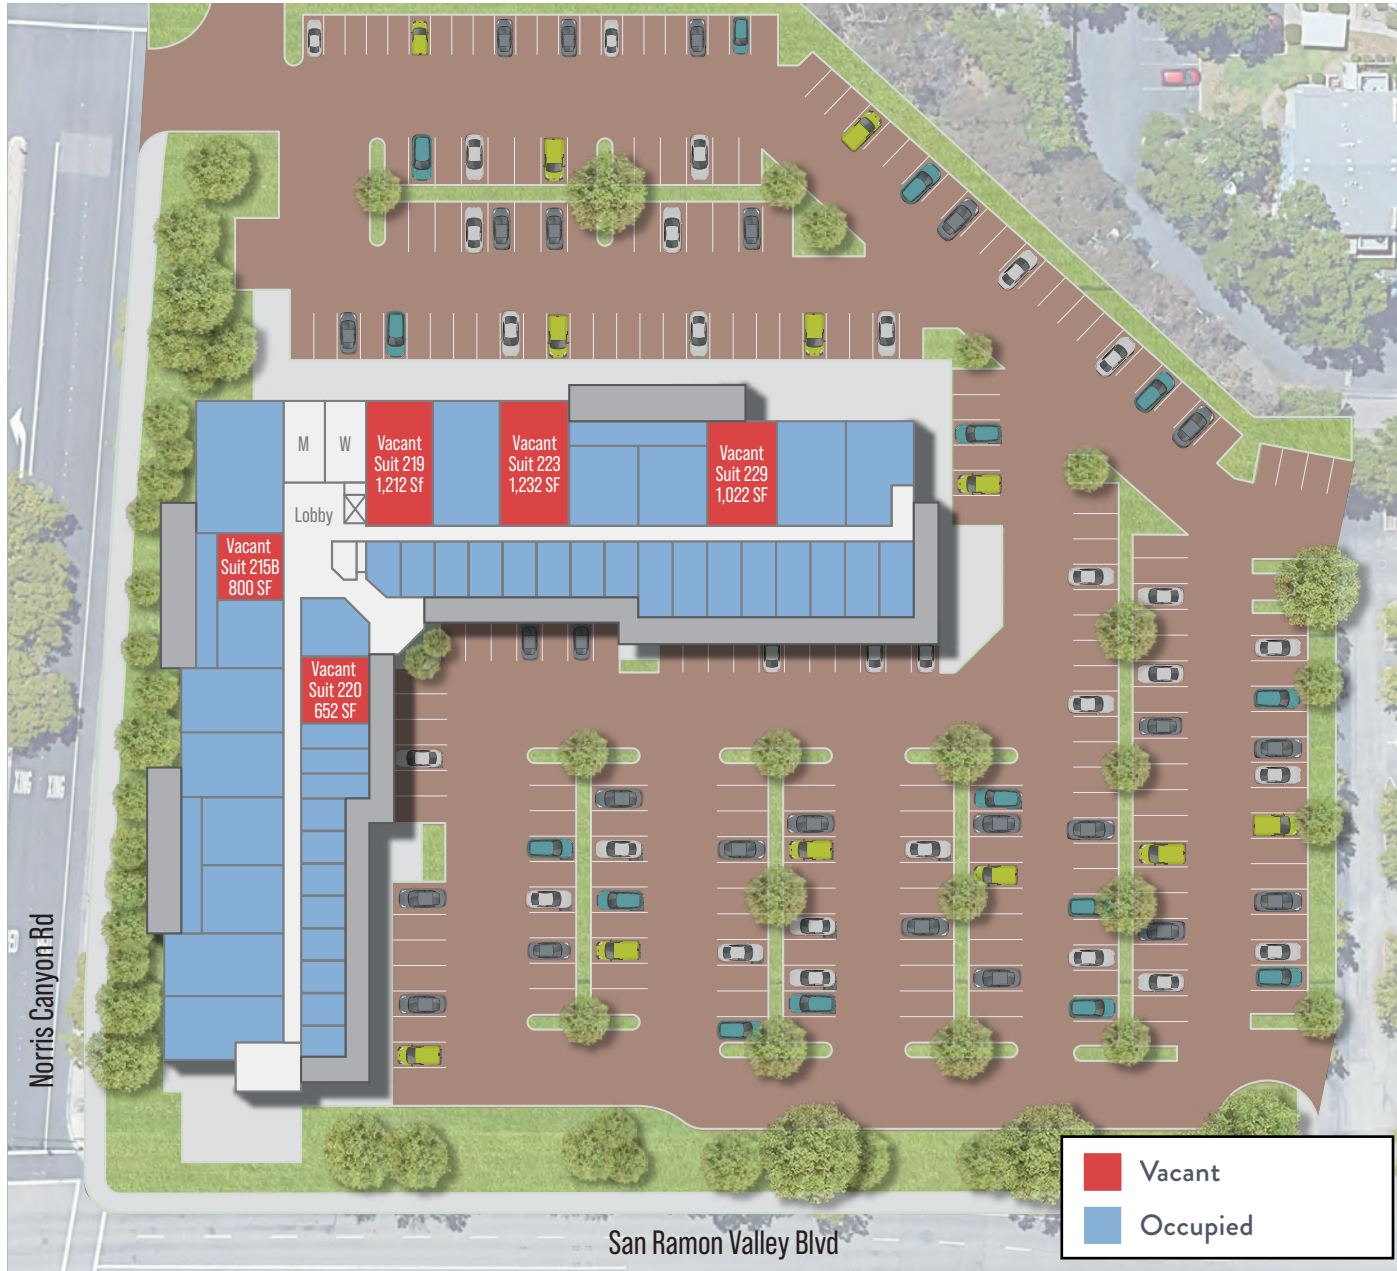 M
W
Vacant
Suit 219
1,212 Sf
Vacant
Suit 223
1,232 SF
Vacant
Suit 229
1,022 SF
Lobby
Vacant
Suit 215B
800 SF
Vacant
Suit 220
652 SF
XING
XING
Norris Canyon Rd
San Ramon Valley Blvd
Vacant
Occupied